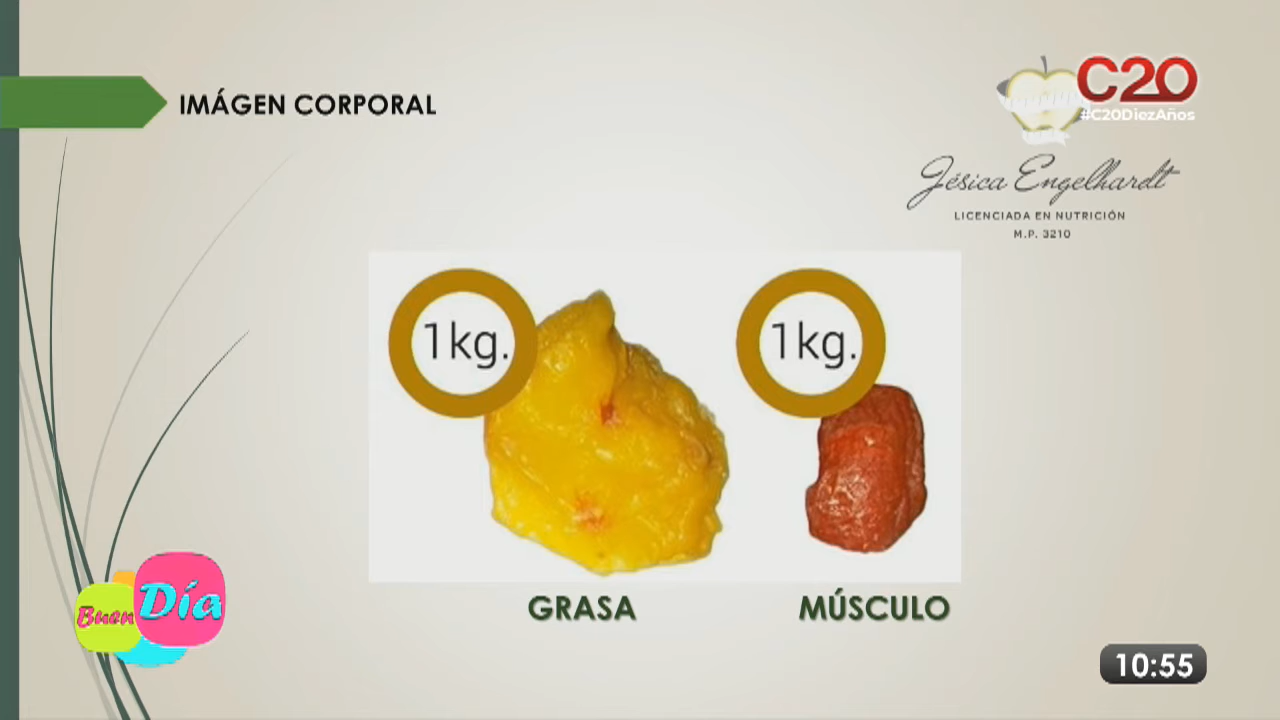 IMÁGEN CORPORAL
C20
#C20DiezAños
Jésica Engelhardt
LICENCIADA EN NUTRICIÓN
M.P. 3210
1kg.
1kg.
GRASA
MÚSCULO
Buen Día
10:55